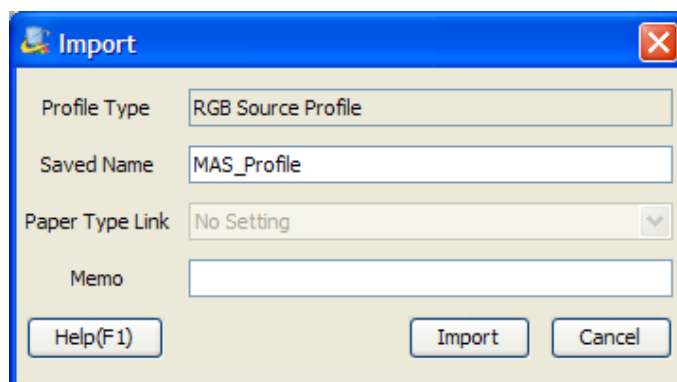 Import
Profile Type RGB Source Profile
Saved Name MAS_Profile
Paper Type Link No Setting
Memo
Help(F1) Import Cancel